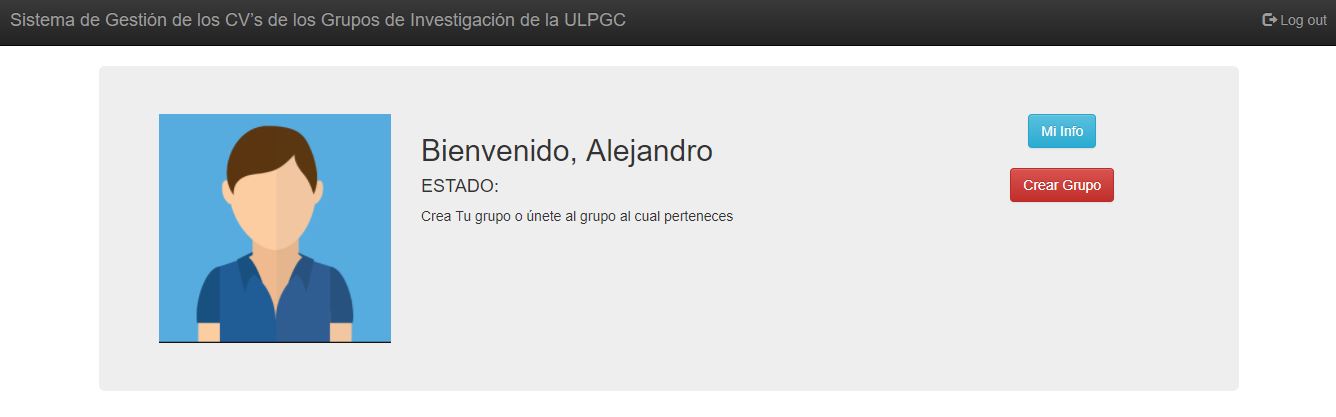 Sistema de Gestión de los CV's de los Grupos de Investigación de la ULPGC
Log out
Bienvenido, Alejandro
Mi Info
ESTADO:
Crear Grupo
Crea Tu grupo o únete al grupo al cual perteneces